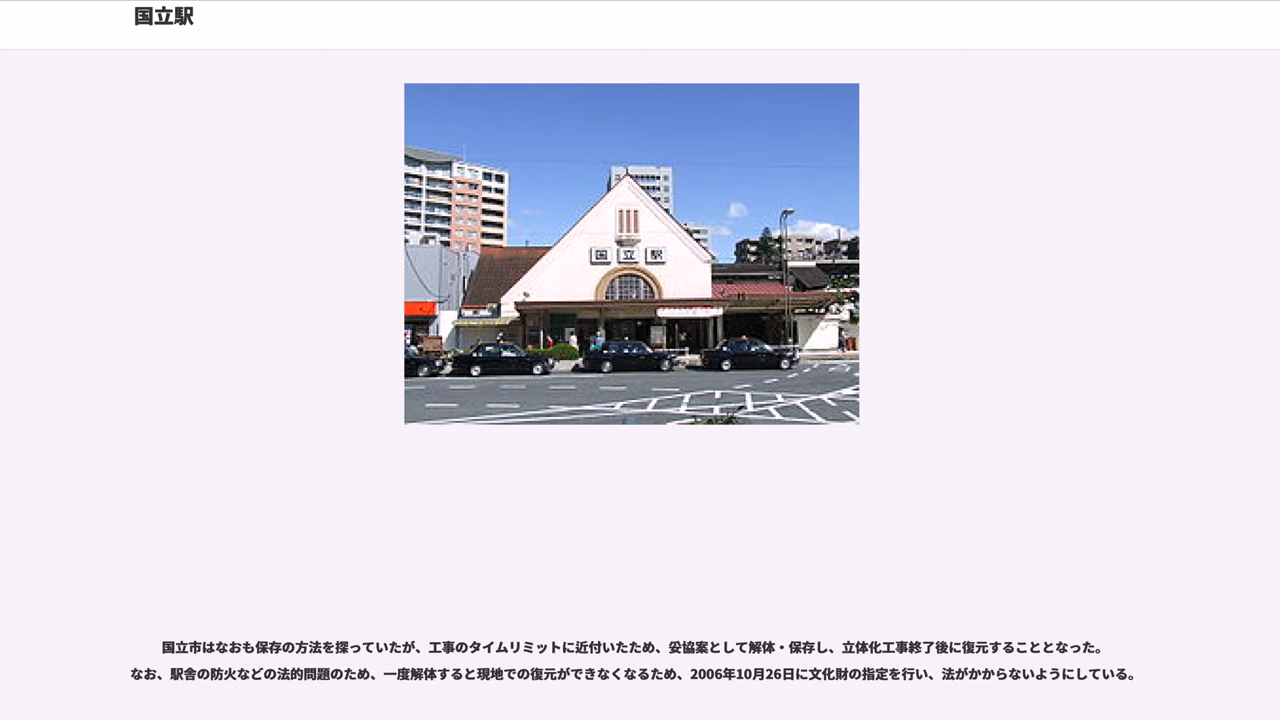 国立駅
国立駅
国立市はなおも保存の方法を探っていたが、工事のタイムリミットに近付いたため、妥協案として解体・保存し、立体化工事終了後に復元することとなった。
なお、駅舎の防火などの法的問題のため、一度解体すると現地での復元ができなくなるため、2006年10月26日に文化財の指定を行い、法がかからないようにしている。